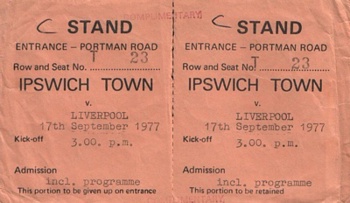 C STAND
ENTRANCE – PORTMAN ROAD
Row and Seat No. T 23
IPSWICH TOWN
v.
LIVERPOOL
17th September 1977
Kick-off 3.00. p.m.
Admission
incl. programme
This portion to be given up on entrance
COMPLIMENTARY
C STAND
ENTRANCE – PORTMAN ROAD
Row and Seat No. T 23
IPSWICH TOWN
v.
LIVERPOOL
17th September 1977
Kick-off 3.00. p.m.
Admission
incl. programme
This portion to be retained